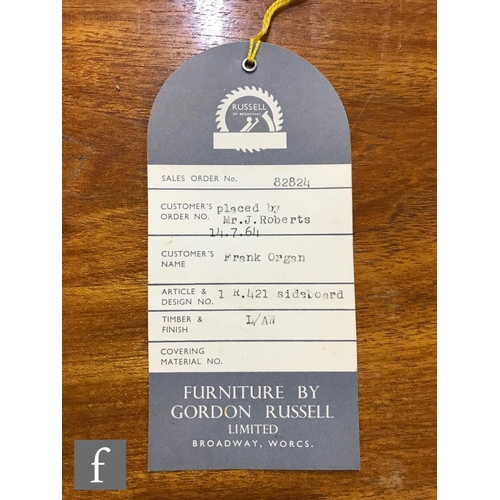 RUSSELL
OF BROADWAY
SALES ORDER No. 82824
CUSTOMER'S placed by
ORDER NO. Mr.J.Roberts
14.7.64
CUSTOMER'S
NAME Frank Organ
ARTICLE &
DESIGN NO. 1 R.421 sideboard
TIMBER & L/AW
FINISH
COVERING
MATERIAL NO.
FURNITURE BY
GORDON RUSSELL
LIMITED
BROADWAY, WORCS.
f